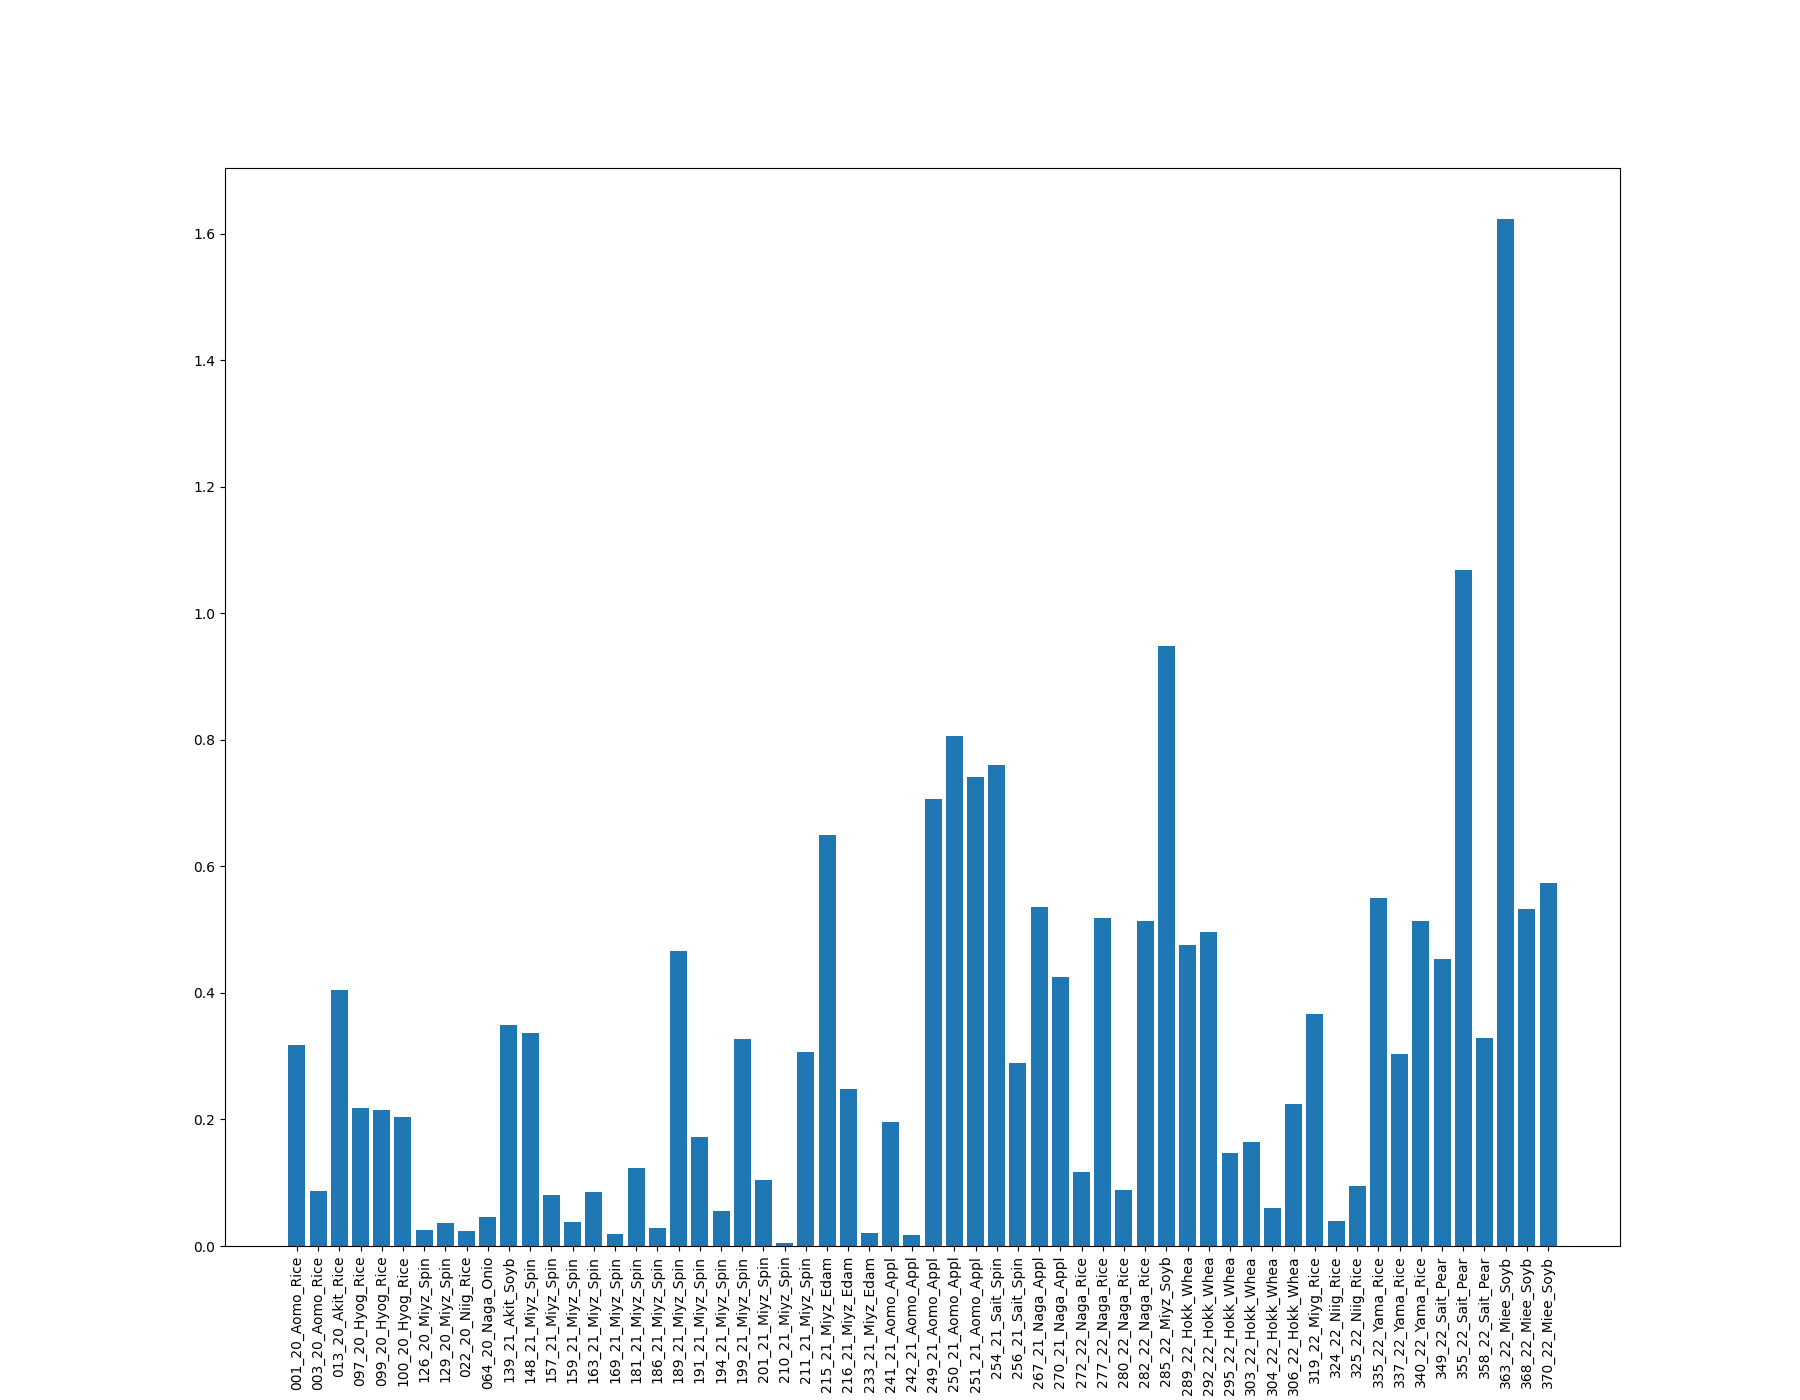 1.6
1.4
1.2
1.0
0.8
0.6
0.4
0.2
0.0
001_20_Aomo_Rice
003_20_Aomo_Rice
013_20_Akit_Rice
097_20_Hyog_Rice
099_20_Hyog_Rice
100_20_Hyog_Rice
126_20_Miyz_Spin
129_20_Miyz_Spin
022_20_Niig_Rice
064_20_Naga_Onio
139_21_Akit_Soyb
148_21_Miyz_Spin
157_21_Miyz_Spin
159_21_Miyz_Spin
163_21_Miyz_Spin
169_21_Miyz_Spin
181_21_Miyz_Spin
186_21_Miyz_Spin
189_21_Miyz_Spin
191_21_Miyz_Spin
194_21_Miyz_Spin
199_21_Miyz_Spin
201_21_Miyz_Spin
210_21_Miyz_Spin
211_21_Miyz_Spin
215_21_Miyz_Edam
216_21_Miyz_Edam
233_21_Miyz_Edam
241_21_Aomo_Appl
242_21_Aomo_Appl
249_21_Aomo_Appl
250_21_Aomo_Appl
251_21_Aomo_Appl
254_21_Sait_Spin
256_21_Sait_Spin
267_21_Naga_Appl
270_21_Naga_Appl
272_22_Naga_Rice
277_22_Naga_Rice
280_22_Naga_Rice
282_22_Naga_Rice
285_22_Miyz_Soyb
289_22_Hokk_Whea
292_22_Hokk_Whea
295_22_Hokk_Whea
303_22_Hokk_Whea
304_22_Hokk_Whea
306_22_Hokk_Whea
319_22_Miyg_Rice
324_22_Niig_Rice
325_22_Niig_Rice
335_22_Yama_Rice
337_22_Yama_Rice
340_22_Yama_Rice
349_22_Sait_Pear
355_22_Sait_Pear
358_22_Sait_Pear
363_22_Miee_Soyb
368_22_Miee_Soyb
370_22_Miee_Soyb